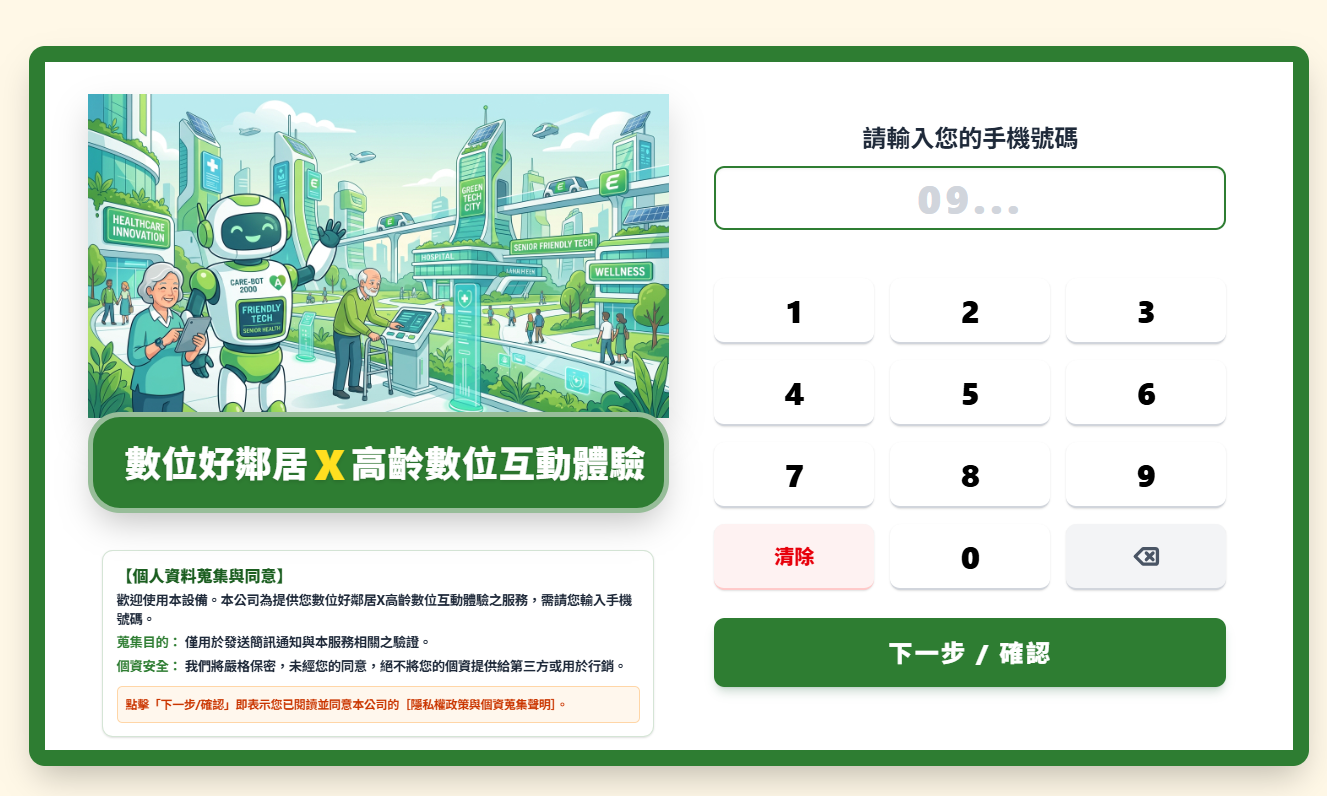 HEALTHCARE
INNOVATION
GREEN
TECH
CITY
E
E
E
E
HOSPITAL
SENIOR FRIENDLY TECH
WELLNESS
CARE-BOT
2000
A
FRIENDLY
TECH
SENIOR HEALTH
數位好鄰居 X 高齡數位互動體驗
【個人資料蒐集與同意】
歡迎使用本設備。本公司為提供您數位好鄰居X高齡數位互動體驗之服務，需請您輸入手機
號碼。
蒐集目的： 僅用於發送簡訊通知與本服務相關之驗證。
個資安全： 我們將嚴格保密，未經您的同意，絕不將您的個資提供給第三方或用於行銷。
點擊「下一步/確認」即表示您已閱讀並同意本公司的［隱私權政策與個資蒐集聲明］。
請輸入您的手機號碼
09...
1 2 3
4 5 6
7 8 9
清除 0
下一步 / 確認